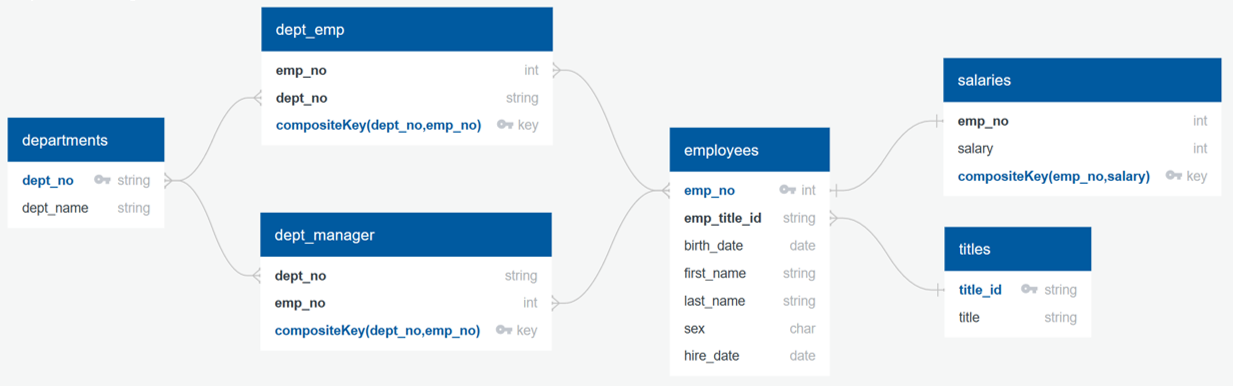 dept_emp
emp_no int
dept_no string
compositeKey(dept_no,emp_no) key
departments
dept_no string
dept_name string
dept_manager
dept_no string
emp_no int
compositeKey(dept_no,emp_no) key
employees
emp_no int
emp_title_id string
birth_date date
first_name string
last_name string
sex char
hire_date date
salaries
emp_no int
salary int
compositeKey(emp_no,salary) key
titles
title_id string
title string